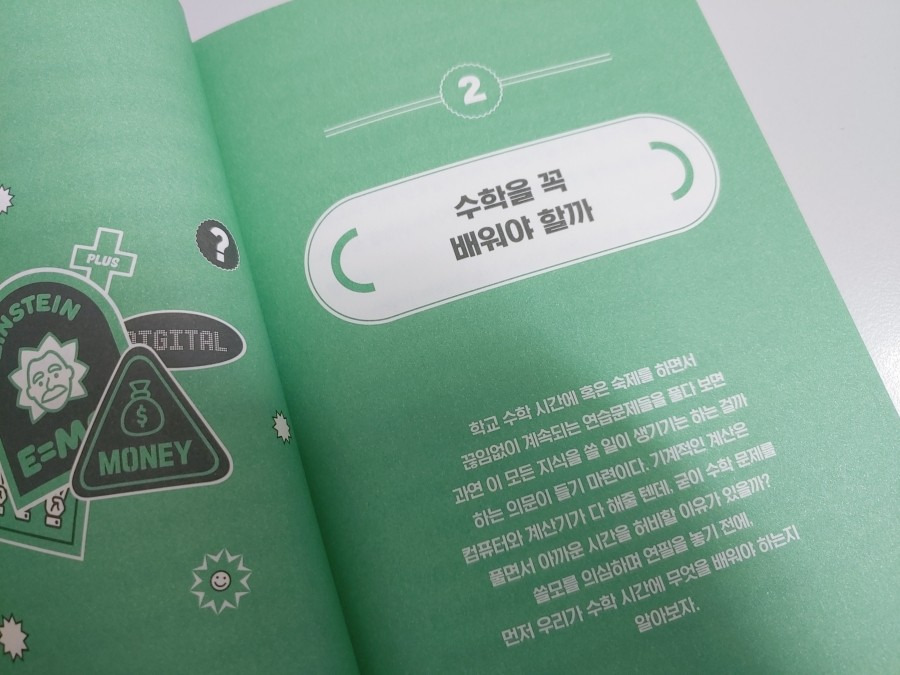 2
수학을 꼭
배워야 할까
학교 수학 시간에 혹은 숙제를 하면서
끊임없이 계속되는 연습문제들을 풀다 보면
과연 이 모든 지식을 쓸 일이 생기기는 하는 걸까
하는 의문이 들기 마련이다. 기계적인 계산은
컴퓨터와 계산기가 다 해줄 텐데, 굳이 수학 문제를
풀면서 아까운 시간을 허비할 이유가 있을까?
쓸모를 의심하며 연필을 놓기 전에,
먼저 우리가 수학 시간에 무엇을 배워야 하는지
알아보자.
?
PLUS
EINSTEIN
DIGITAL
E=M
$
MONEY